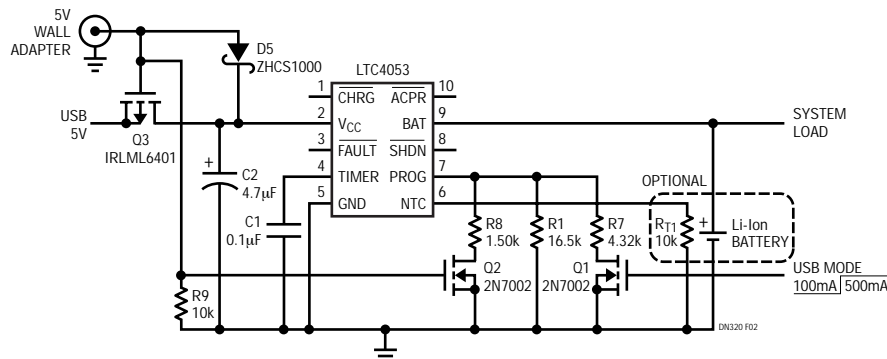 5V
WALL
ADAPTER
D5
ZHCS1000
LTC4053
USB
5V
Q3
IRLML6401
1
CHRG
ACPR
10
2
VCC
BAT
9
3
FAULT
SHDN
8
4
TIMER
PROG
7
5
GND
NTC
6
SYSTEM
LOAD
+
C2
4.7µF
C1
0.1µF
R8
1.50k
R1
16.5k
R7
4.32k
OPTIONAL
RT1
10k
+
Li-Ion
BATTERY
R9
10k
Q2
2N7002
Q1
2N7002
USB MODE
100mA 500mA
DN320 F02